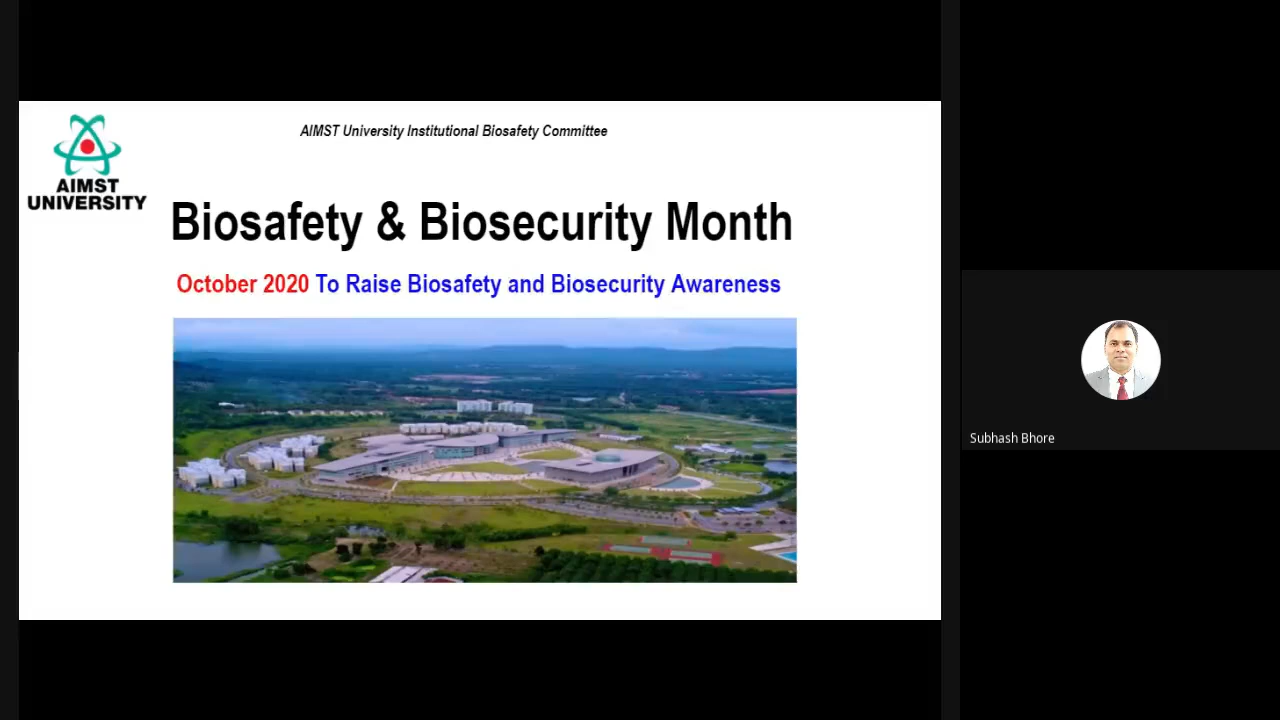 AIMST University Institutional Biosafety Committee
AIMST
UNIVERSITY
Biosafety & Biosecurity Month
October 2020 To Raise Biosafety and Biosecurity Awareness
Subhash Bhore